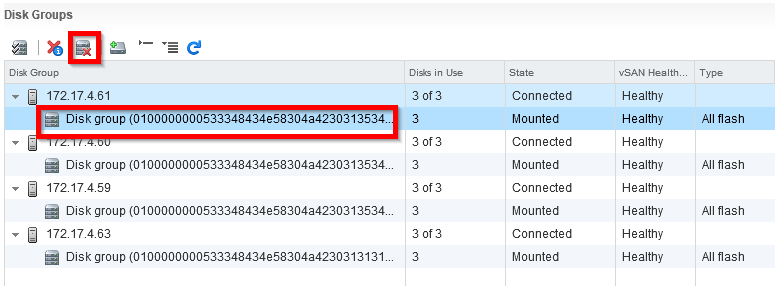 Disk Groups
Disk Group Disks in Use State vSAN Health... Type
172.17.4.61 3 of 3 Connected Healthy
Disk group (0100000000533348434e58304a4230313534... 3 Mounted Healthy All flash
172.17.4.60 3 of 3 Connected Healthy
Disk group (0100000000533348434e58304a4230313534... 3 Mounted Healthy All flash
172.17.4.59 3 of 3 Connected Healthy
Disk group (0100000000533348434e58304a4230313534... 3 Mounted Healthy All flash
172.17.4.63 3 of 3 Connected Healthy
Disk group (0100000000533348434e58304a4230313131... 3 Mounted Healthy All flash